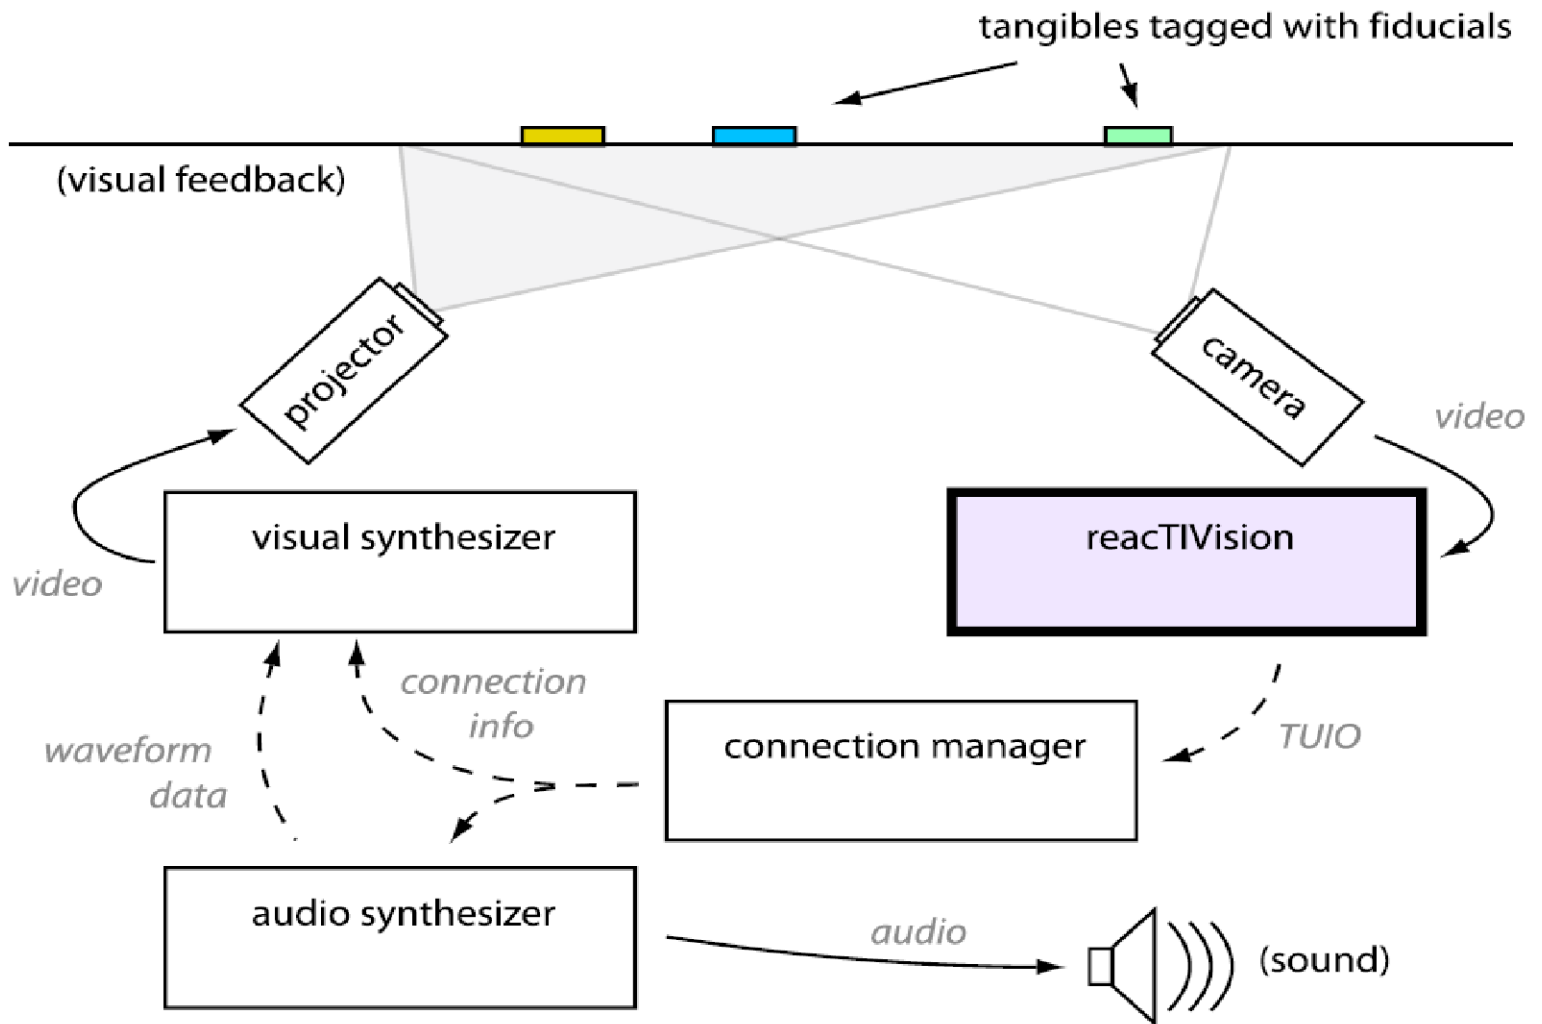 tangibles tagged with fiducials
(visual feedback)
projector
camera
video
visual synthesizer
reacTIVision
video
connection
info
connection manager
TUIO
waveform
data
audio synthesizer
audio
(sound)